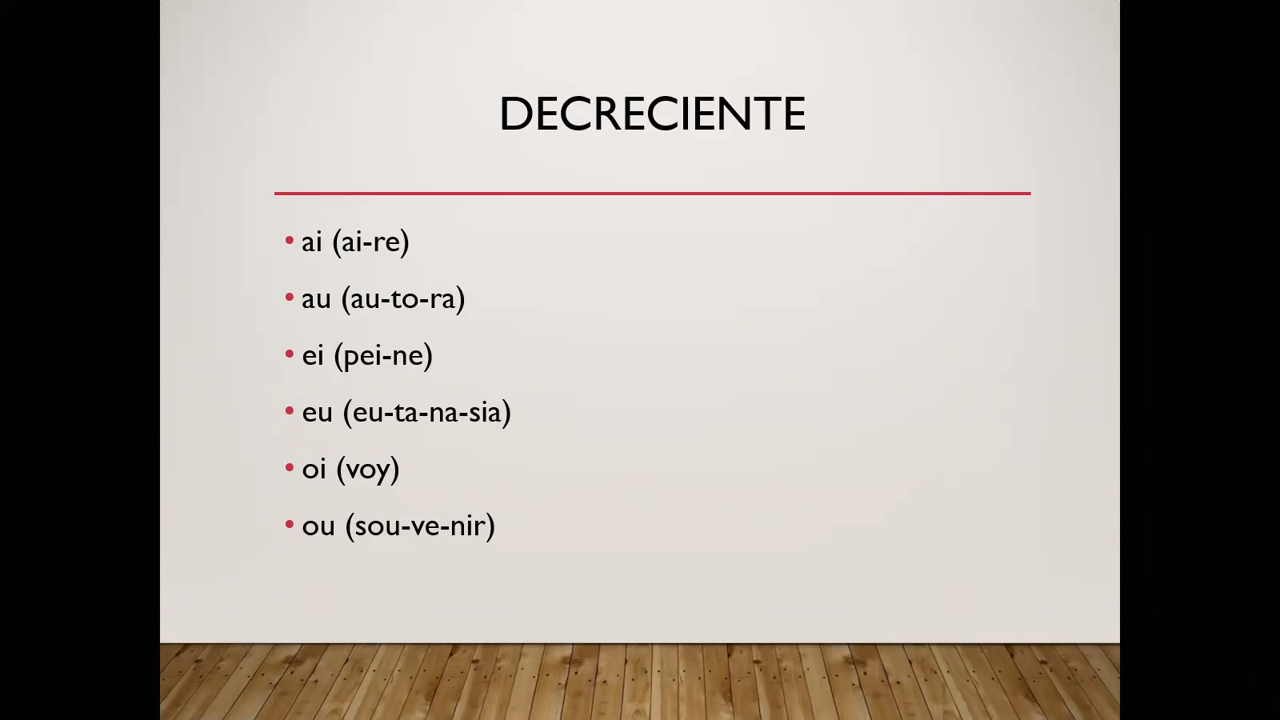 DECRECIENTE
• ai (ai-re)
• au (au-to-ra)
• ei (pei-ne)
• eu (eu-ta-na-sia)
• oi (voy)
• ou (sou-ve-nir)